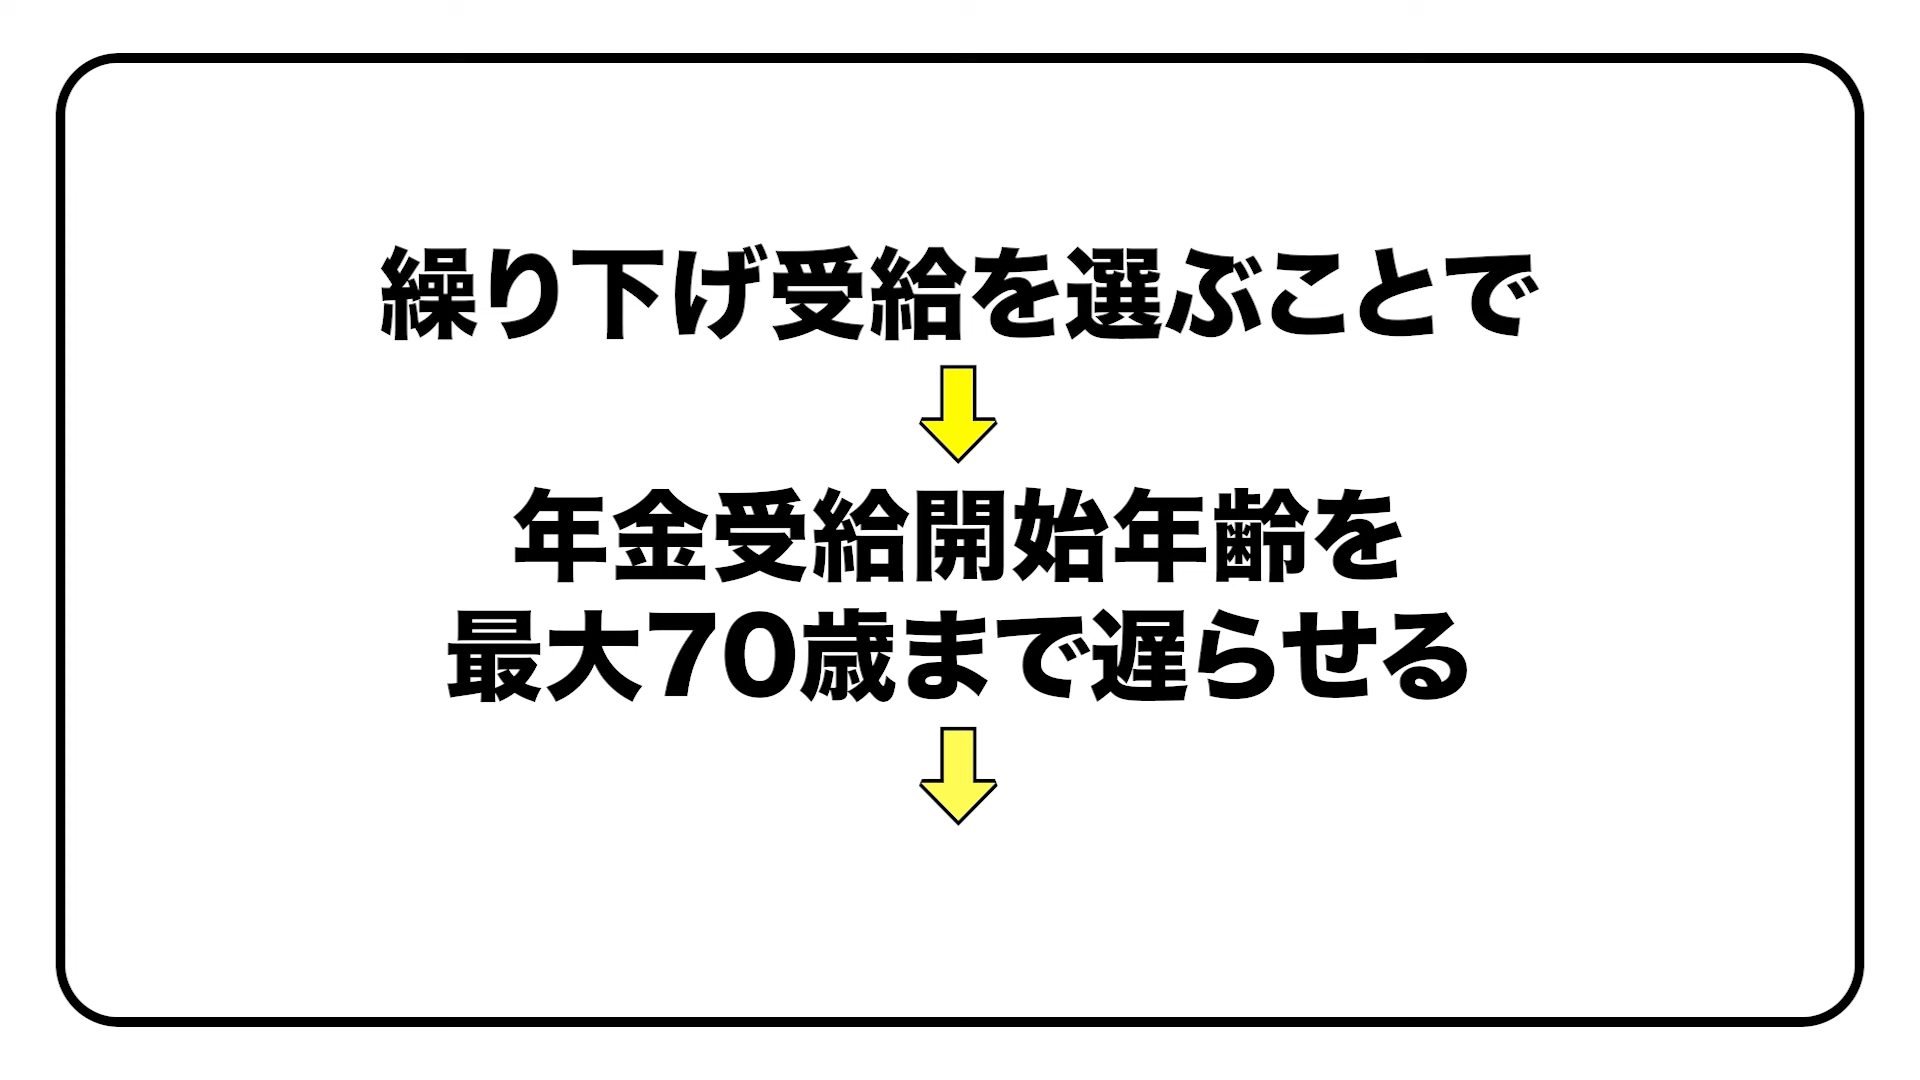 繰り下げ受給を選ぶことで
年金受給開始年齢を
最大70歳まで遅らせる